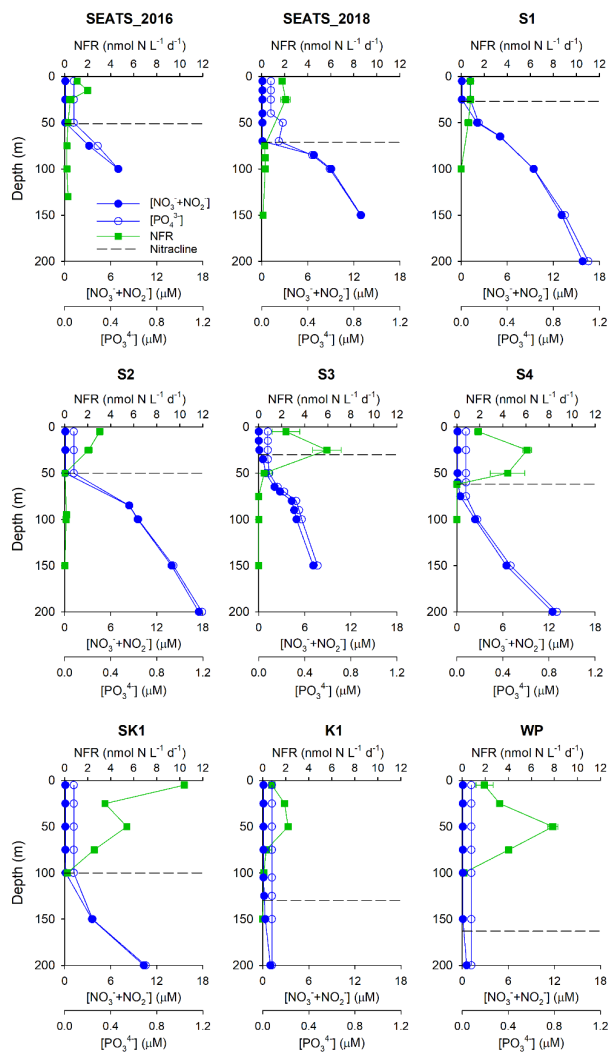 SEATS_2016 SEATS_2018 S1
NFR (nmol N L⁻¹ d⁻¹) NFR (nmol N L⁻¹ d⁻¹) NFR (nmol N L⁻¹ d⁻¹)
0 2 4 6 8 10 12 0 2 4 6 8 10 12 0 2 4 6 8 10 12
0
50
100
150
200
Depth (m)
[NO₃⁻+NO₂⁻]
[PO₄³⁻]
NFR
Nitracline
0 6 12 18 0 6 12 18 0 6 12 18
[NO₃⁻+NO₂⁻] (μM) [NO₃⁻+NO₂⁻] (μM) [NO₃⁻+NO₂⁻] (μM)
0.0 0.4 0.8 1.2 0.0 0.4 0.8 1.2 0.0 0.4 0.8 1.2
[PO₃⁴⁻] (μM) [PO₃⁴⁻] (μM) [PO₃⁴⁻] (μM)
S2 S3 S4
NFR (nmol N L⁻¹ d⁻¹) NFR (nmol N L⁻¹ d⁻¹) NFR (nmol N L⁻¹ d⁻¹)
0 2 4 6 8 10 12 0 2 4 6 8 10 12 0 2 4 6 8 10 12
0
50
100
150
200
Depth (m)
0 6 12 18 0 6 12 18 0 6 12 18
[NO₃⁻+NO₂⁻] (μM) [NO₃⁻+NO₂⁻] (μM) [NO₃⁻+NO₂⁻] (μM)
0.0 0.4 0.8 1.2 0.0 0.4 0.8 1.2 0.0 0.4 0.8 1.2
[PO₃⁴⁻] (μM) [PO₃⁴⁻] (μM) [PO₃⁴⁻] (μM)
SK1 K1 WP
NFR (nmol N L⁻¹ d⁻¹) NFR (nmol N L⁻¹ d⁻¹) NFR (nmol N L⁻¹ d⁻¹)
0 2 4 6 8 10 12 0 2 4 6 8 10 12 0 2 4 6 8 10 12
0
50
100
150
200
Depth (m)
0 6 12 18 0 6 12 18 0 6 12 18
[NO₃⁻+NO₂⁻] (μM) [NO₃⁻+NO₂⁻] (μM) [NO₃⁻+NO₂⁻] (μM)
0.0 0.4 0.8 1.2 0.0 0.4 0.8 1.2 0.0 0.4 0.8 1.2
[PO₃⁴⁻] (μM) [PO₃⁴⁻] (μM) [PO₃⁴⁻] (μM)